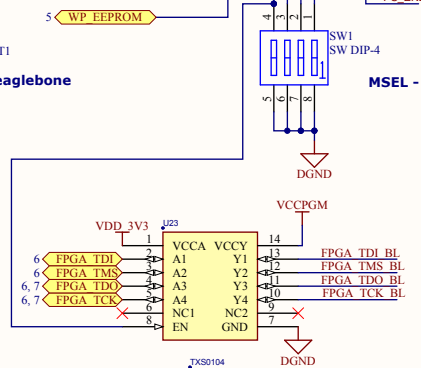 5 WP_EEPROM
4 3 2 1
SW1
SW DIP-4
T1
eaglebone
1
MSEL -
5 6 7 8
DGND
VCCPGM
U23
VDD_3V3
1 VCCA VCCY 14
6 FPGA_TDI 2 A1 Y1 13 FPGA_TDI_BL
6 FPGA_TMS 3 A2 Y2 12 FPGA_TMS_BL
6, 7 FPGA_TDO 4 A3 Y3 11 FPGA_TDO_BL
6, 7 FPGA_TCK 5 A4 Y4 10 FPGA_TCK_BL
6 NC1 NC2 9
8 EN GND 7
DGND
TXS0104